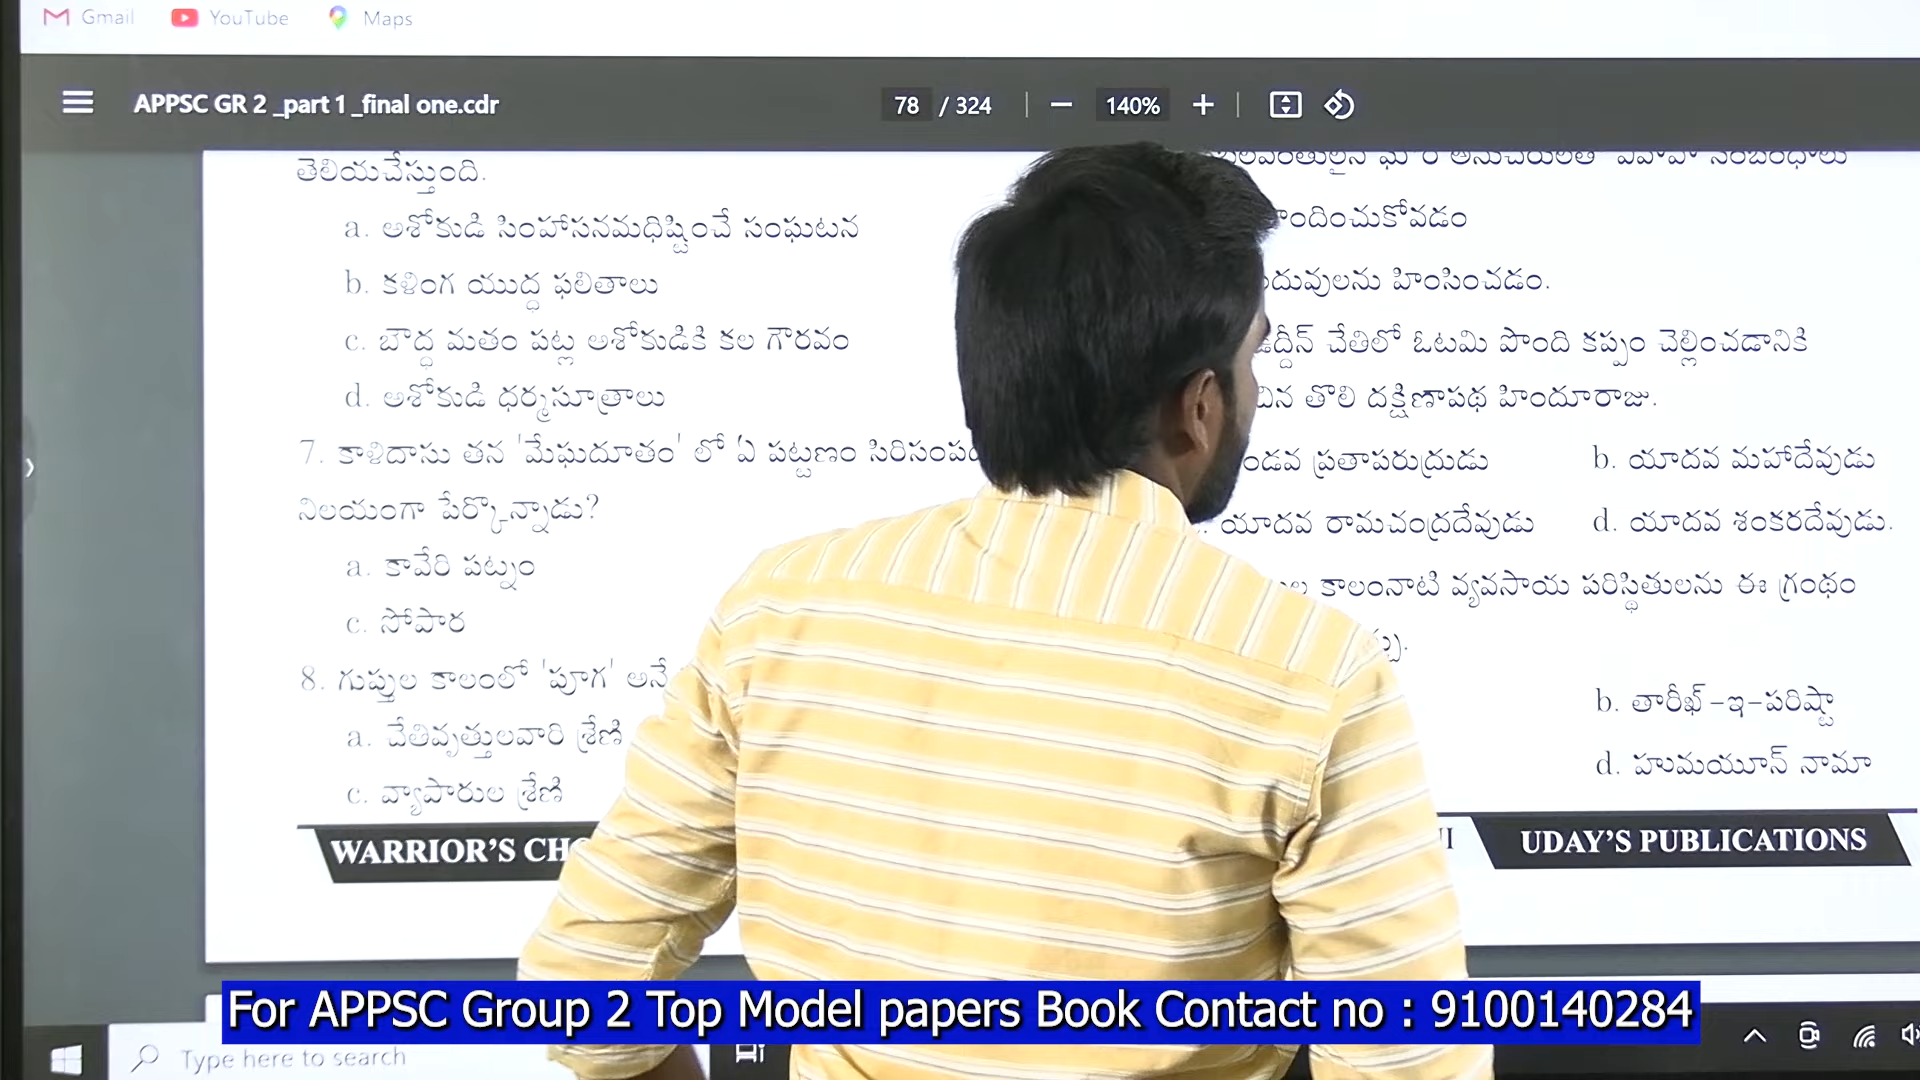 Gmail YouTube Maps
APPSC GR 2 _part 1 _final one.cdr 78 / 324 140%
తెలియచేస్తుంది.
a. అశోకుడి సింహాసనమధిష్టించే సంఘటన
b. కళింగ యుద్ధ ఫలితాలు
c. బౌద్ధ మతం పట్ల అశోకుడికి కల గౌరవం
d. అశోకుడి ధర్మసూత్రాలు
7. కాళిదాసు తన 'మేఘదూతం' లో ఏ పట్టణం
నిలయంగా పేర్కొన్నాడు?
a. కావేరి పట్నం
c. సోపార
8. గుప్తుల కాలంలో 'పూగ' అనే
a. చేతివృత్తులవారి శ్రేణి
c. వ్యాపారుల శ్రేణి
WARRIOR'S
అనుచరులతో వివాహ సంబంధాలు
హింసించడం.
చేతిలో ఓటమి పొంది కప్పం చెల్లించడానికి
తొలి దక్షిణాపథ హిందూరాజు.
ప్రతాపరుద్రుడు b. యాదవ మహాదేవుడు
యాదవ రామచంద్రదేవుడు d. యాదవ శంకరదేవుడు.
కాలంనాటి వ్యవసాయ పరిస్థితులను ఈ గ్రంథం
b. తారీఖ్-ఇ-పరిష్టా
d. హుమయూన్ నామా
UDAY'S PUBLICATIONS
For APPSC Group 2 Top Model papers Book Contact no : 9100140284
Type here to search